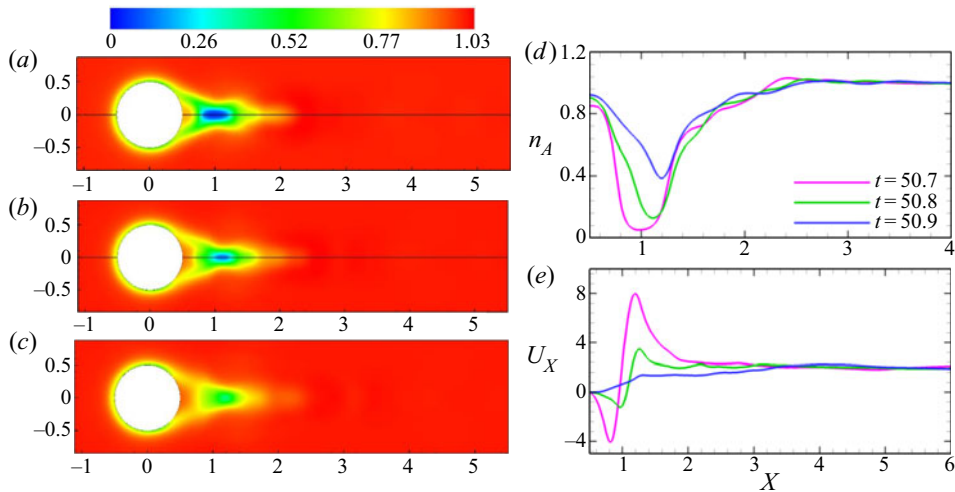 0 0.26 0.52 0.77 1.03
(a)
0.5
0
–0.5
–1 0 1 2 3 4 5
(b)
0.5
0
–0.5
–1 0 1 2 3 4 5
(c)
0.5
0
–0.5
–1 0 1 2 3 4 5
(d)
1.2
0.8
n_A
0.4
0
t = 50.7
t = 50.8
t = 50.9
1 2 3 4
(e)
8
4
U_X
0
–4
1 2 3 4 5 6
X